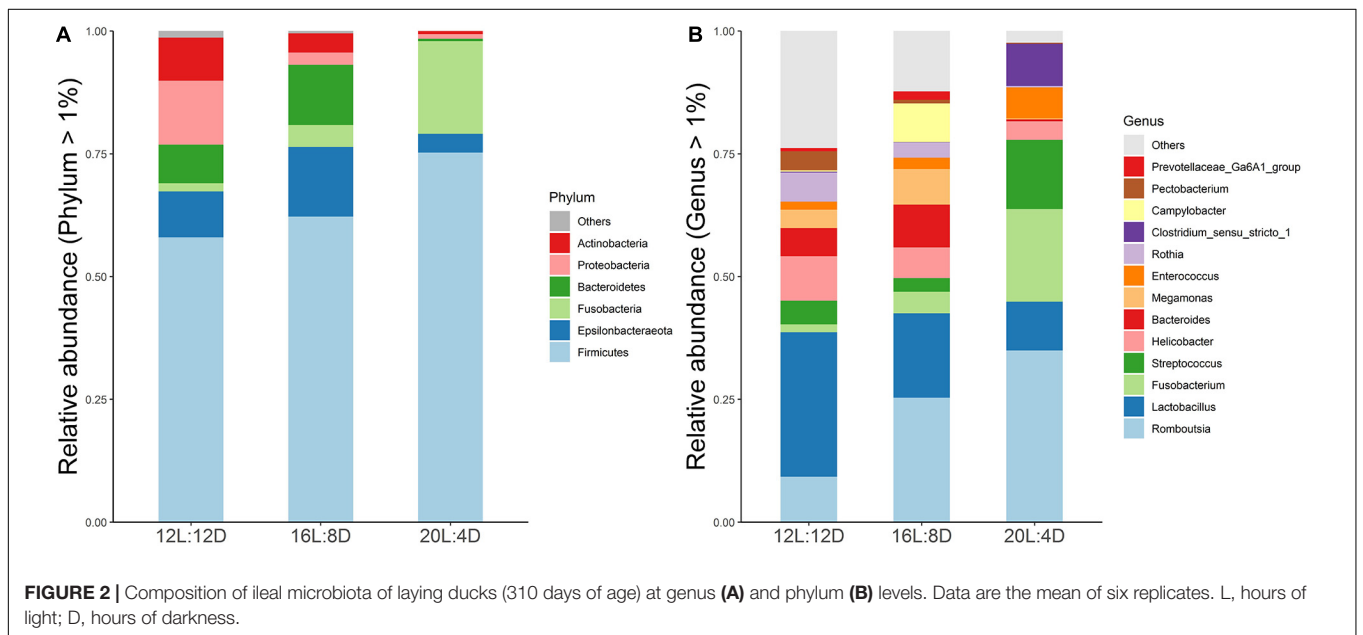 A
Relative abundance (Phylum > 1%)
1.00
0.75
0.50
0.25
0.00
12L:12D
16L:8D
20L:4D
Phylum
Others
Actinobacteria
Proteobacteria
Bacteroidetes
Fusobacteria
Epsilonbacteraeota
Firmicutes
B
Relative abundance (Genus > 1%)
1.00
0.75
0.50
0.25
0.00
12L:12D
16L:8D
20L:4D
Genus
Others
Prevotellaceae_Ga6A1_group
Pectobacterium
Campylobacter
Clostridium_sensu_stricto_1
Rothia
Enterococcus
Megamonas
Bacteroides
Helicobacter
Streptococcus
Fusobacterium
Lactobacillus
Romboutsia
FIGURE 2 | Composition of ileal microbiota of laying ducks (310 days of age) at genus (A) and phylum (B) levels. Data are the mean of six replicates. L, hours of
light; D, hours of darkness.